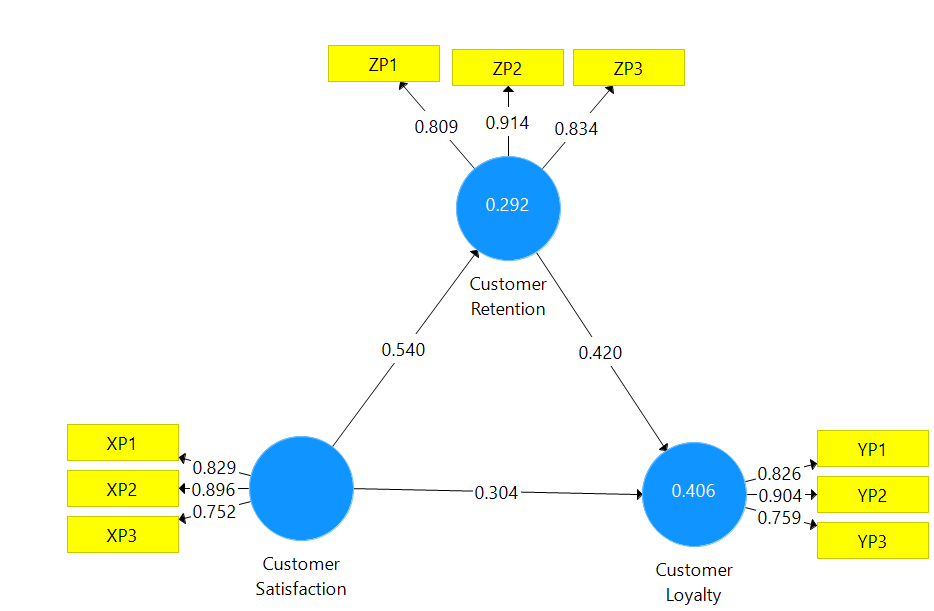 ZP1
ZP2
ZP3
0.809
0.914
0.834
0.292
Customer
Retention
0.540
0.420
XP1
XP2
XP3
0.829
0.896
0.752
0.304
0.406
0.826
0.904
0.759
YP1
YP2
YP3
Customer
Satisfaction
Customer
Loyalty